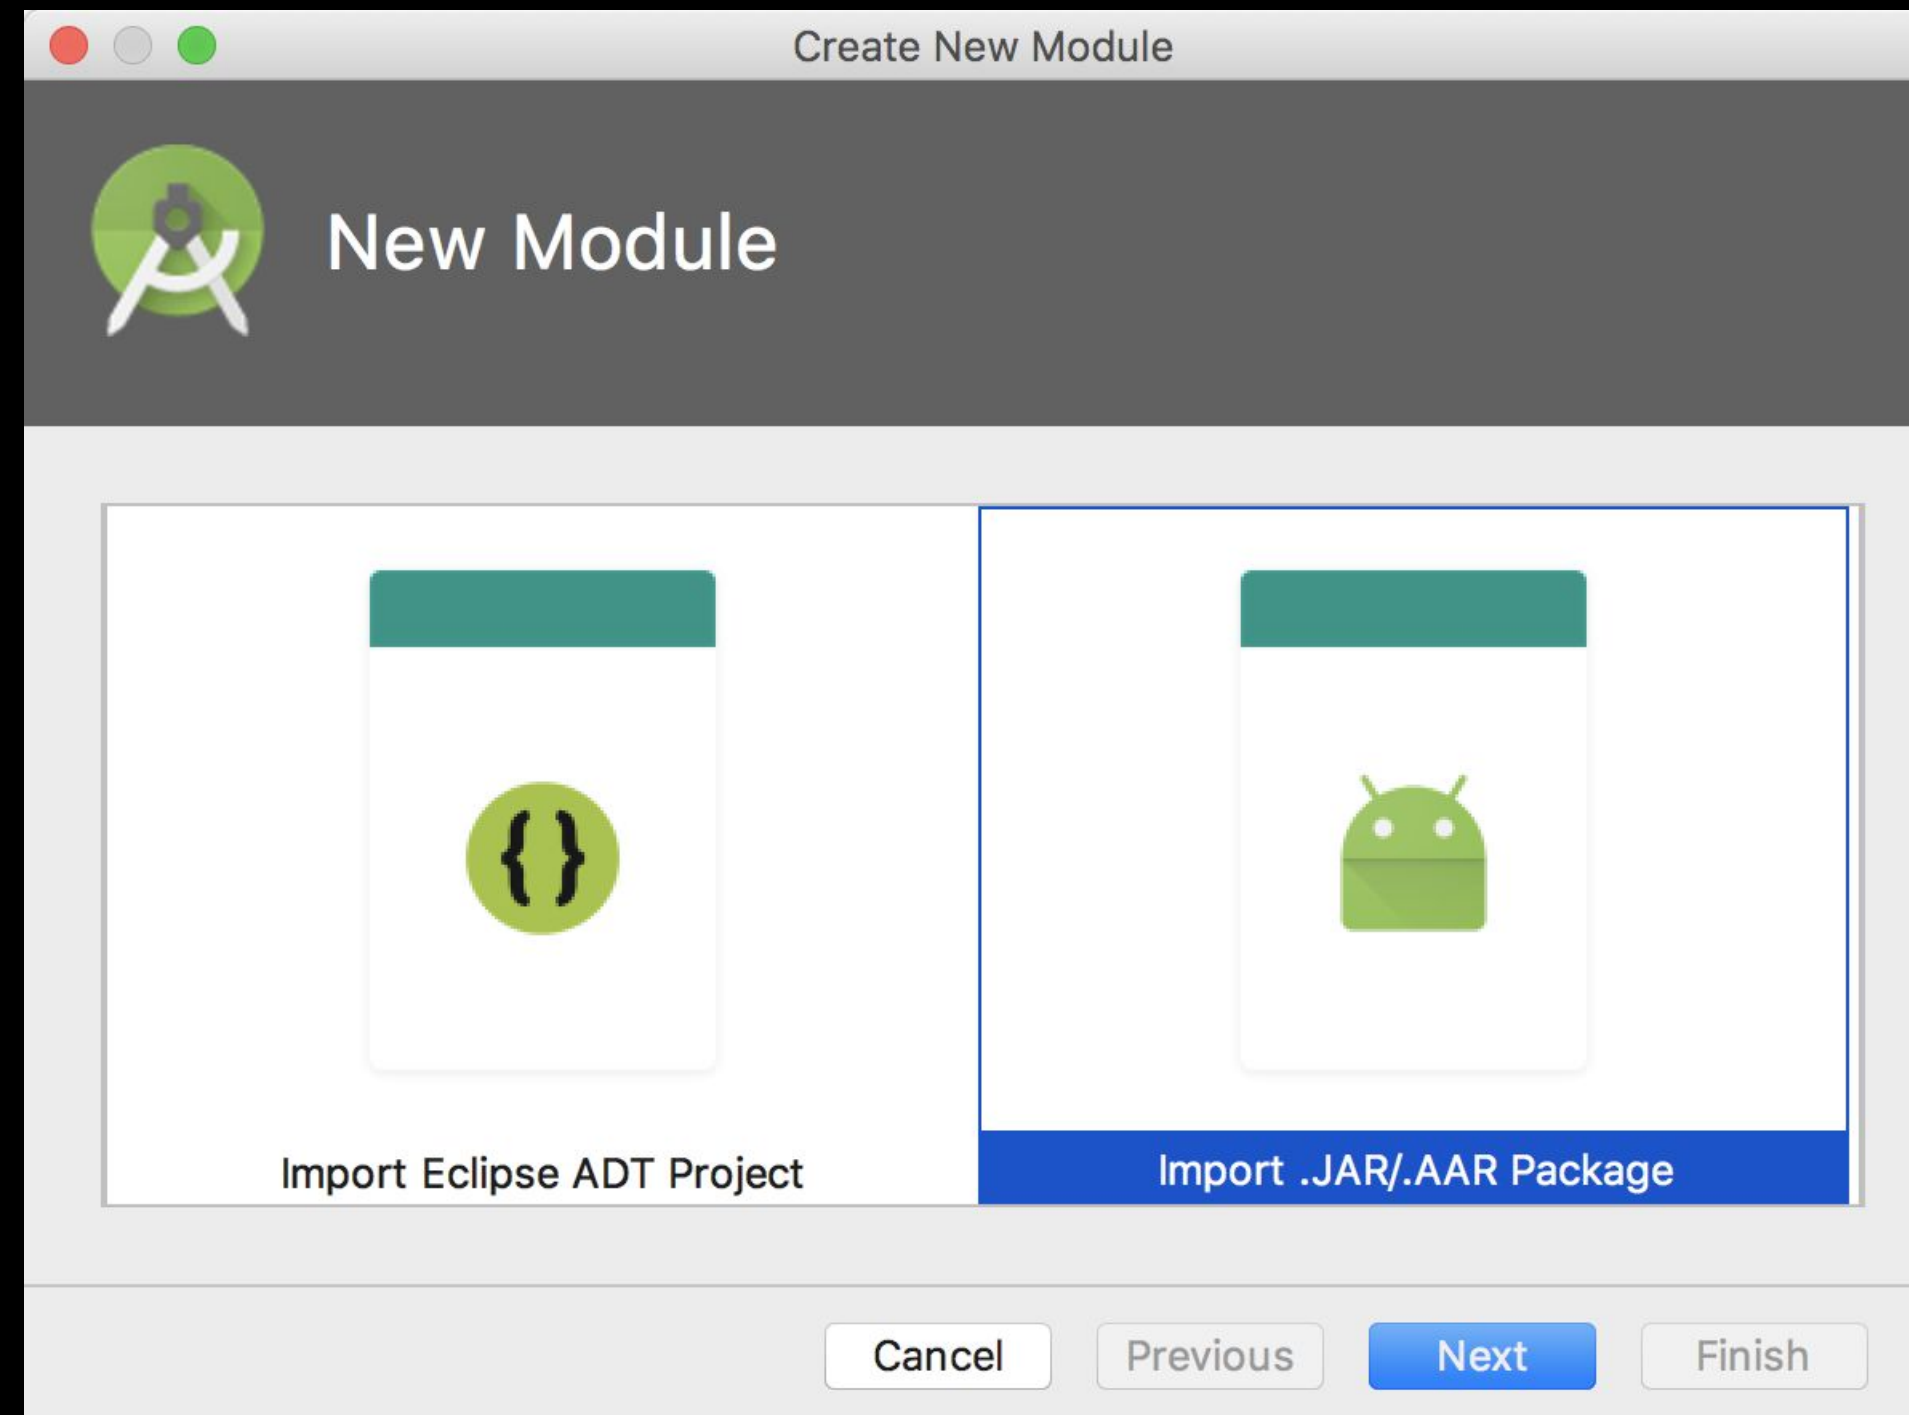 Create New Module
New Module
{}
Import Eclipse ADT Project
Import .JAR/.AAR Package
Cancel
Previous
Next
Finish